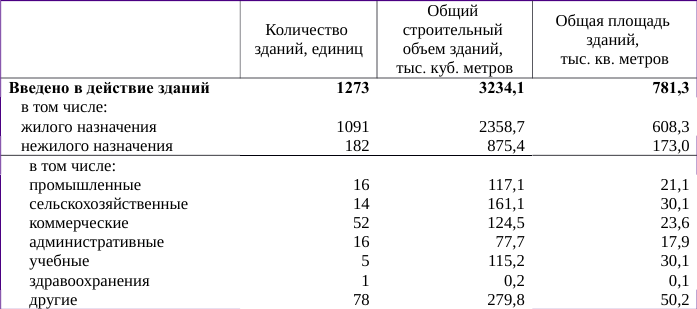 Количество
зданий, единиц
Общий
строительный
объем зданий,
тыс. куб. метров
Общая площадь
зданий,
тыс. кв. метров
Введено в действие зданий 1273 3234,1 781,3
в том числе:
жилого назначения 1091 2358,7 608,3
нежилого назначения 182 875,4 173,0
в том числе:
промышленные 16 117,1 21,1
сельскохозяйственные 14 161,1 30,1
коммерческие 52 124,5 23,6
административные 16 77,7 17,9
учебные 5 115,2 30,1
здравоохранения 1 0,2 0,1
другие 78 279,8 50,2